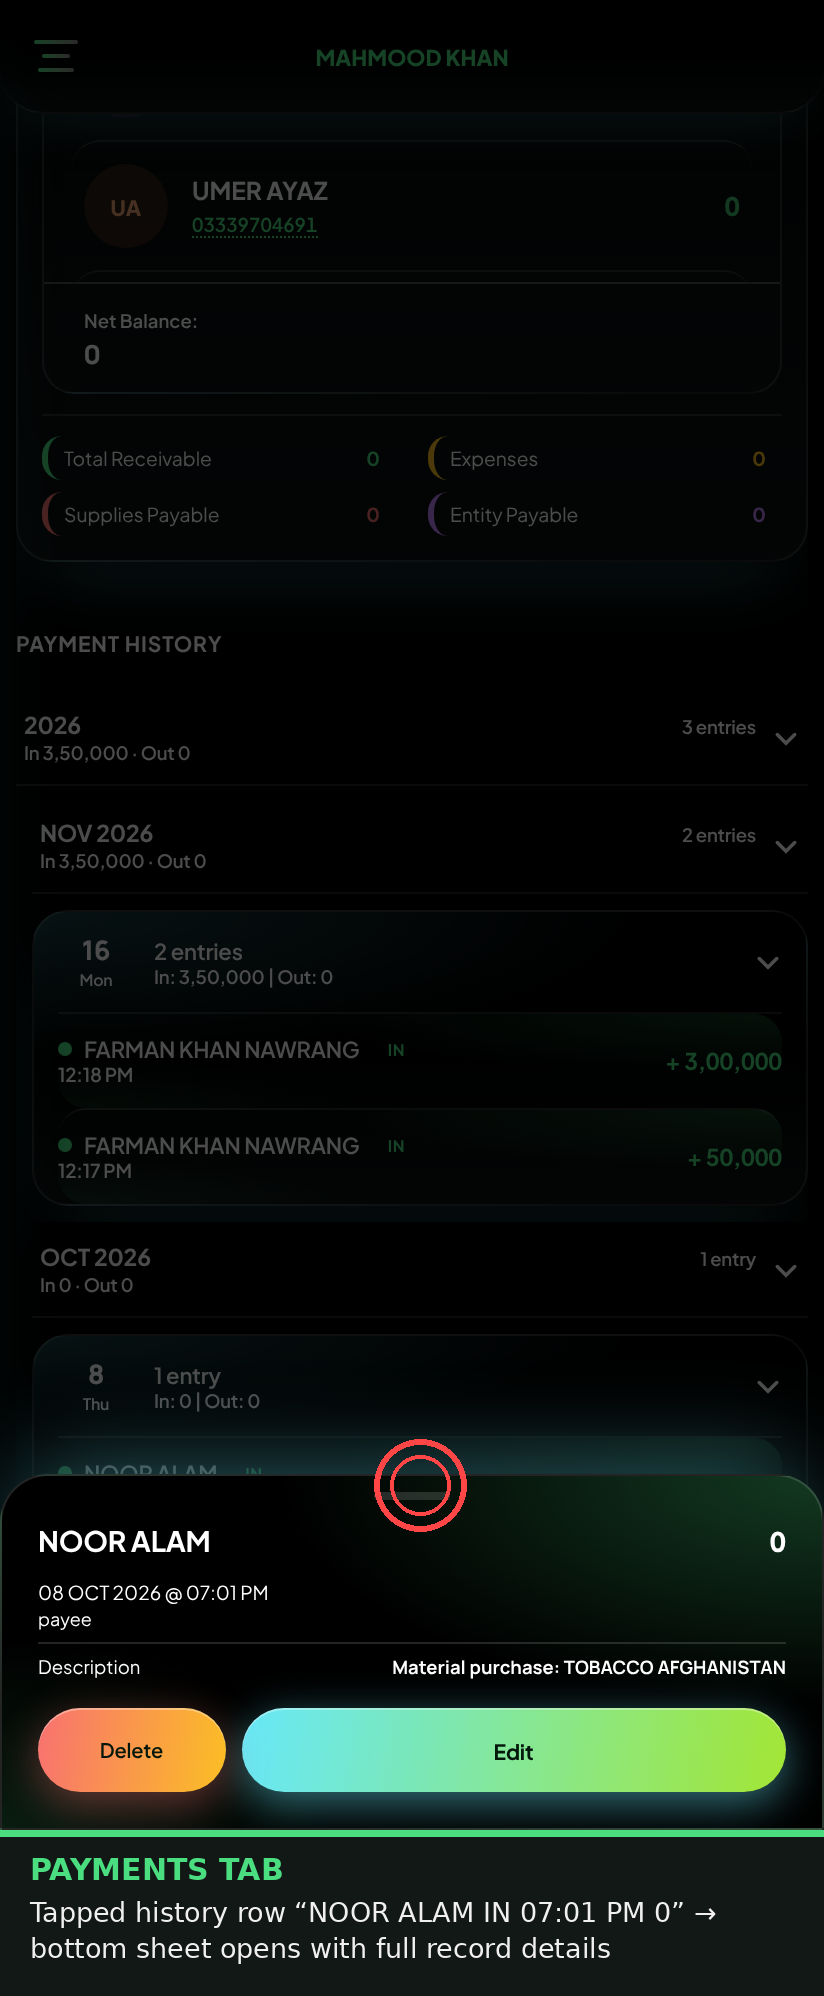 MAHMOOD KHAN
UA
UMER AYAZ
0
03339704691
Net Balance:
0
Total Receivable 0
Expenses 0
Supplies Payable 0
Entity Payable 0
PAYMENT HISTORY
2026
3 entries
In 3,50,000 · Out 0
NOV 2026
2 entries
In 3,50,000 · Out 0
16
Mon
2 entries
In: 3,50,000 | Out: 0
FARMAN KHAN NAWRANG IN
12:18 PM
+ 3,00,000
FARMAN KHAN NAWRANG IN
12:17 PM
+ 50,000
OCT 2026
1 entry
In 0 · Out 0
8
Thu
1 entry
In: 0 | Out: 0
NOOR ALAM IN
NOOR ALAM 0
08 OCT 2026 @ 07:01 PM
payee
Description Material purchase: TOBACCO AFGHANISTAN
Delete
Edit
PAYMENTS TAB
Tapped history row “NOOR ALAM IN 07:01 PM 0” →
bottom sheet opens with full record details